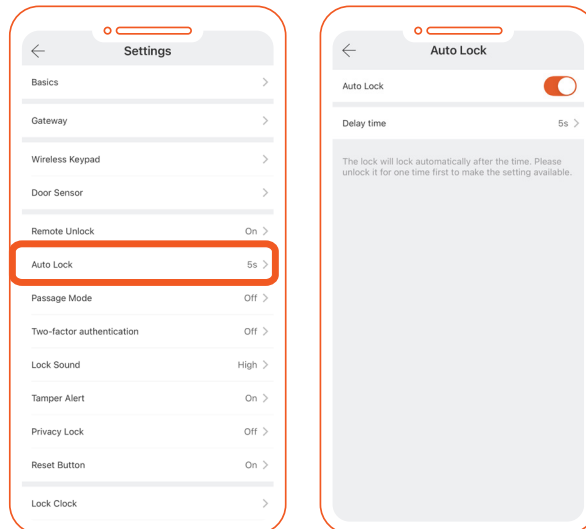 Settings
Basics
Gateway
Wireless Keypad
Door Sensor
Remote Unlock On
Auto Lock 5s
Passage Mode Off
Two-factor authentication Off
Lock Sound High
Tamper Alert On
Privacy Lock Off
Reset Button On
Lock Clock
Auto Lock
Auto Lock
Delay time 5s
The lock will lock automatically after the time. Please
unlock it for one time first to make the setting available.